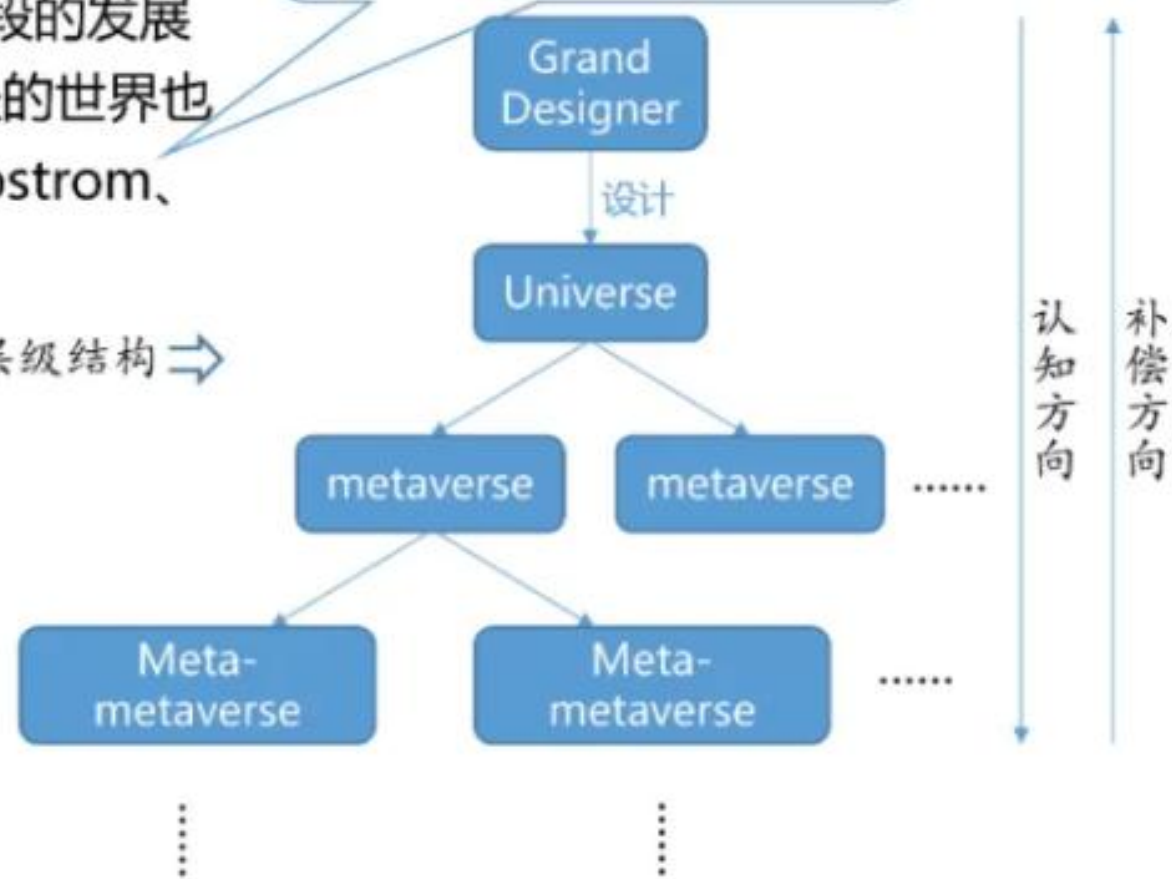 段的发展
的世界也
ostrom、
层级结构
Grand
Designer
设计
Universe
metaverse
metaverse
......
Meta-
metaverse
Meta-
metaverse
......
认知方向
补偿方向